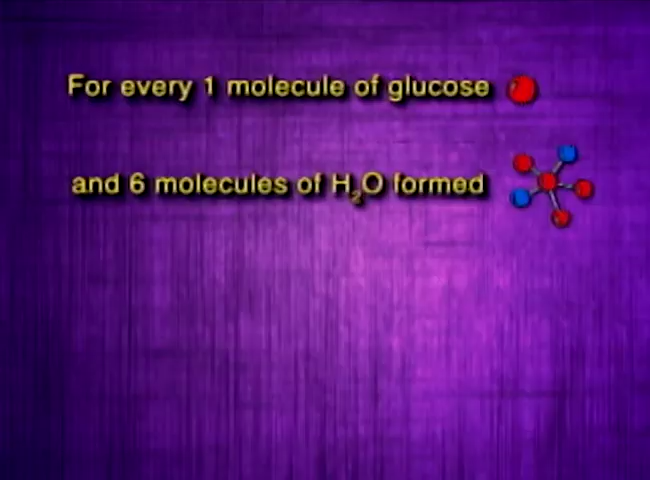 For every 1 molecule of glucose
and 6 molecules of H₂O formed